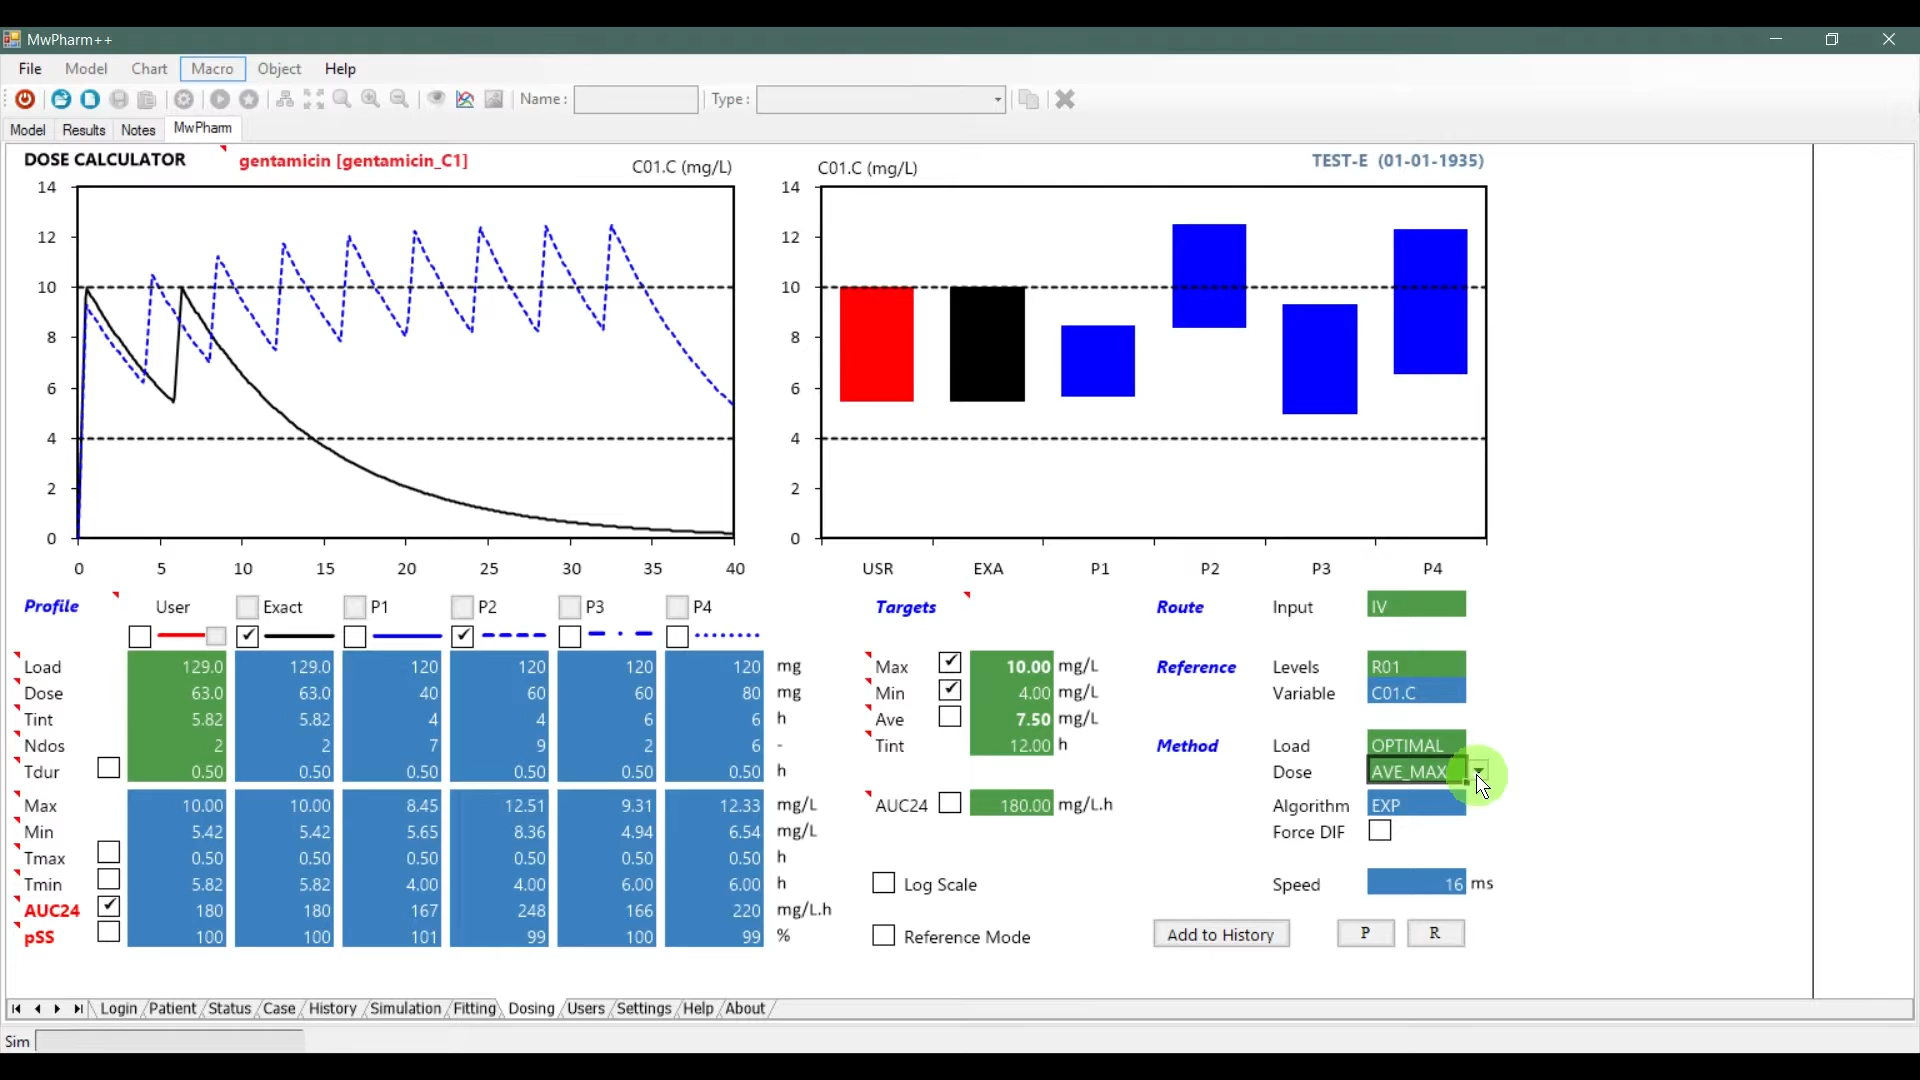 MwPharm++
File Model Chart Macro Object Help
Name : Type :
Model Results Notes MwPharm
DOSE CALCULATOR gentamicin [gentamicin_C1] C01.C (mg/L) C01.C (mg/L) TEST-E (01-01-1935)
14 14
12 12
10 10
8 8
6 6
4 4
2 2
0 0
0 5 10 15 20 25 30 35 40 USR EXA P1 P2 P3 P4
Profile User Exact P1 P2 P3 P4 Targets Route Input IV
Load 129.0 129.0 120 120 120 120 mg Max 10.00 mg/L Reference Levels R01
Dose 63.0 63.0 40 60 60 80 mg Min 4.00 mg/L Variable C01.C
Tint 5.82 5.82 4 4 6 6 h Ave 7.50 mg/L
Ndos 2 2 7 9 2 6 - Tint 12.00 h Method Load OPTIMAL
Tdur 0.50 0.50 0.50 0.50 0.50 0.50 h Dose AVE_MAX
Max 10.00 10.00 8.45 12.51 9.31 12.33 mg/L AUC24 180.00 mg/L.h Algorithm EXP
Min 5.42 5.42 5.65 8.36 4.94 6.54 mg/L Force DIF
Tmax 0.50 0.50 0.50 0.50 0.50 0.50 h
Tmin 5.82 5.82 4.00 4.00 6.00 6.00 h Log Scale Speed 16 ms
AUC24 180 180 167 248 166 220 mg/L.h
pSS 100 100 101 99 100 99 % Reference Mode Add to History P R
Login Patient Status Case History Simulation Fitting Dosing Users Settings Help About
Sim